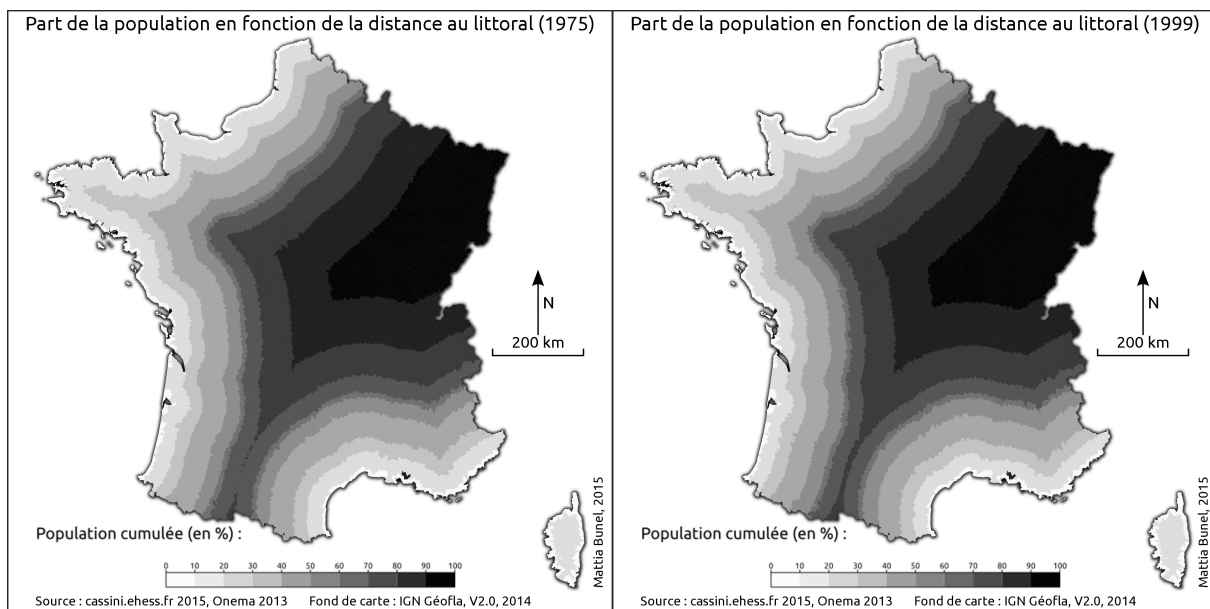 Part de la population en fonction de la distance au littoral (1975)
N
200 km
Mattia Bunel, 2015
Population cumulée (en %) :
0 10 20 30 40 50 60 70 80 90 100
Source : cassini.ehess.fr 2015, Onema 2013 Fond de carte : IGN Géofla, V2.0, 2014
Part de la population en fonction de la distance au littoral (1999)
N
200 km
Mattia Bunel, 2015
Population cumulée (en %) :
0 10 20 30 40 50 60 70 80 90 100
Source : cassini.ehess.fr 2015, Onema 2013 Fond de carte : IGN Géofla, V2.0, 2014